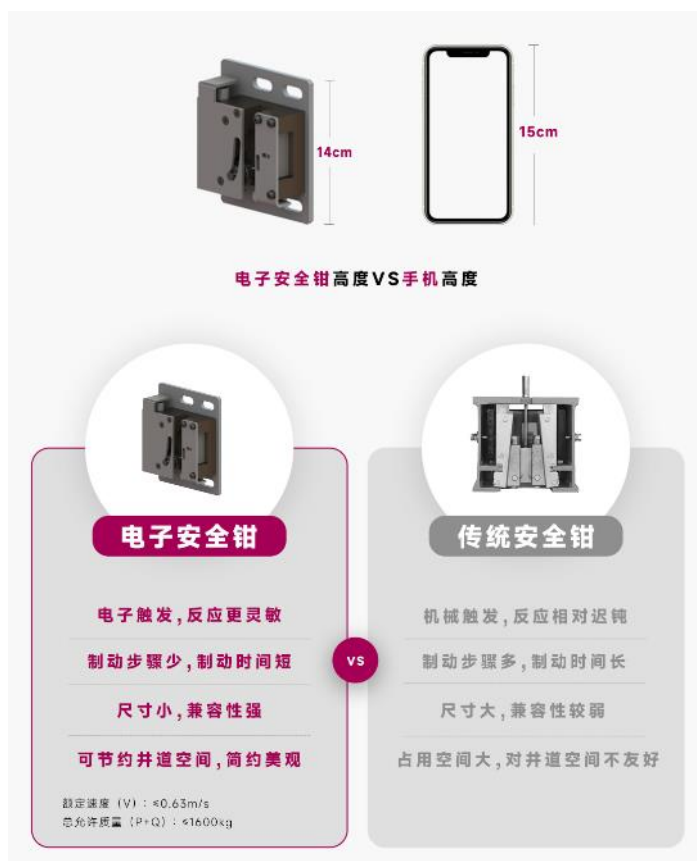 14cm
15cm
电子安全钳高度VS手机高度
电子安全钳
传统安全钳
电子触发,反应更灵敏
机械触发,反应相对迟钝
制动步骤少,制动时间短
VS
制动步骤多,制动时间长
尺寸小,兼容性强
尺寸大,兼容性较弱
可节约井道空间,简约美观
占用空间大,对井道空间不友好
额定速度（V）：≤0.63m/s
总允许质量（P+Q）：≤1600kg